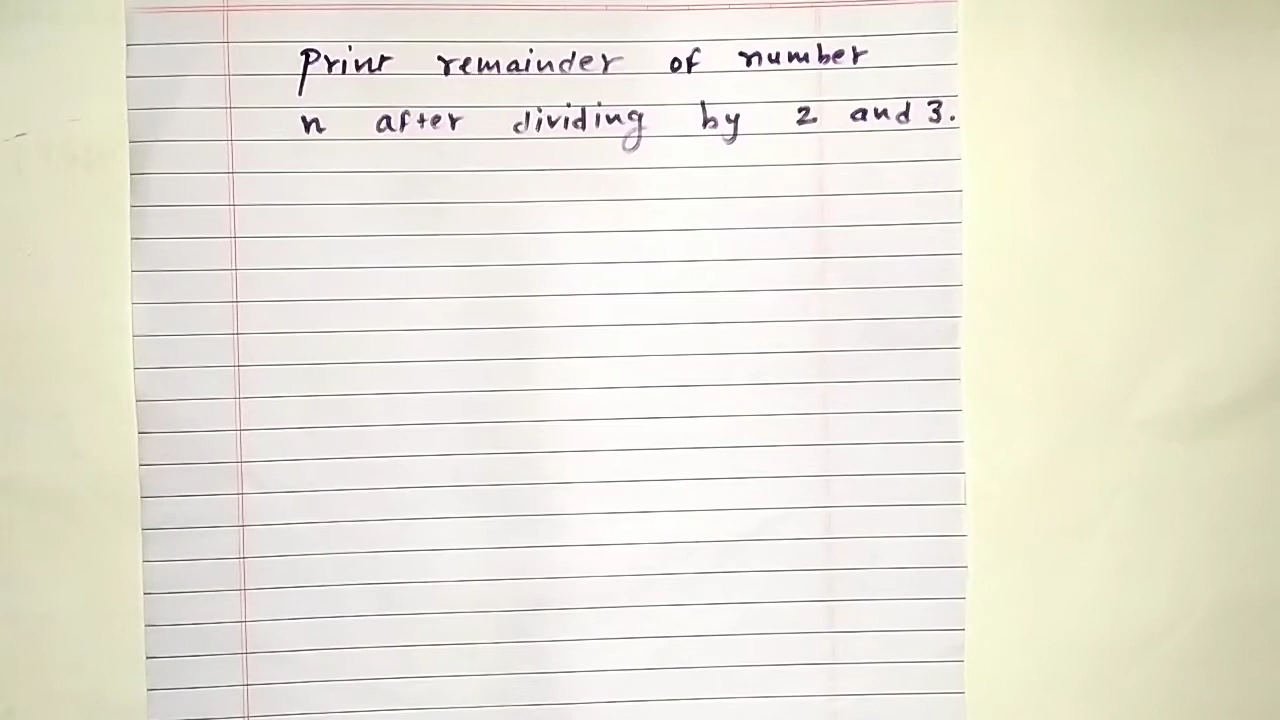 Print remainder of number
n after dividing by 2 and 3.